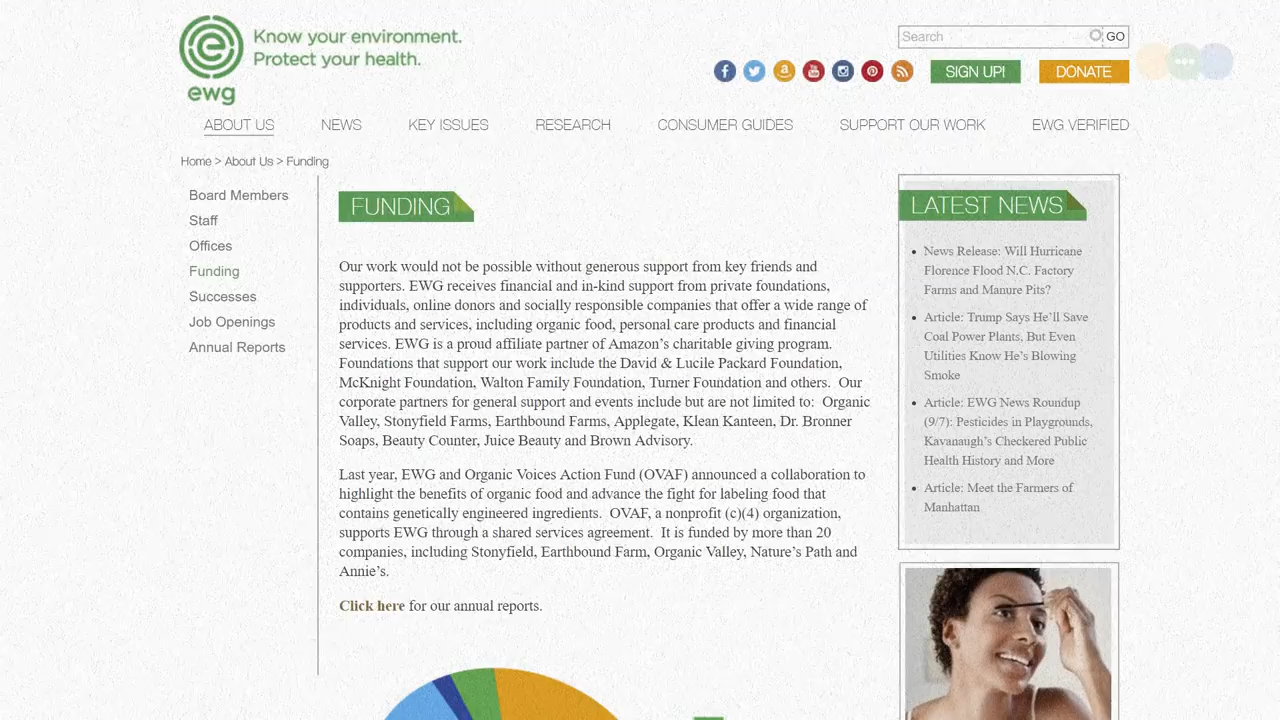 Know your environment.
Protect your health.
ewg
Search
GO
SIGN UP!
DONATE
ABOUT US
NEWS
KEY ISSUES
RESEARCH
CONSUMER GUIDES
SUPPORT OUR WORK
EWG VERIFIED
Home > About Us > Funding
Board Members
Staff
Offices
Funding
Successes
Job Openings
Annual Reports
FUNDING
Our work would not be possible without generous support from key friends and
supporters. EWG receives financial and in-kind support from private foundations,
individuals, online donors and socially responsible companies that offer a wide range of
products and services, including organic food, personal care products and financial
services. EWG is a proud affiliate partner of Amazon’s charitable giving program.
Foundations that support our work include the David & Lucile Packard Foundation,
McKnight Foundation, Walton Family Foundation, Turner Foundation and others.  Our
corporate partners for general support and events include but are not limited to:  Organic
Valley, Stonyfield Farms, Earthbound Farms, Applegate, Klean Kanteen, Dr. Bronner
Soaps, Beauty Counter, Juice Beauty and Brown Advisory.
Last year, EWG and Organic Voices Action Fund (OVAF) announced a collaboration to
highlight the benefits of organic food and advance the fight for labeling food that
contains genetically engineered ingredients.  OVAF, a nonprofit (c)(4) organization,
supports EWG through a shared services agreement.  It is funded by more than 20
companies, including Stonyfield, Earthbound Farm, Organic Valley, Nature’s Path and
Annie’s.
Click here for our annual reports.
LATEST NEWS
News Release: Will Hurricane
Florence Flood N.C. Factory
Farms and Manure Pits?
Article: Trump Says He’ll Save
Coal Power Plants, But Even
Utilities Know He’s Blowing
Smoke
Article: EWG News Roundup
(9/7): Pesticides in Playgrounds,
Kavanaugh’s Checkered Public
Health History and More
Article: Meet the Farmers of
Manhattan